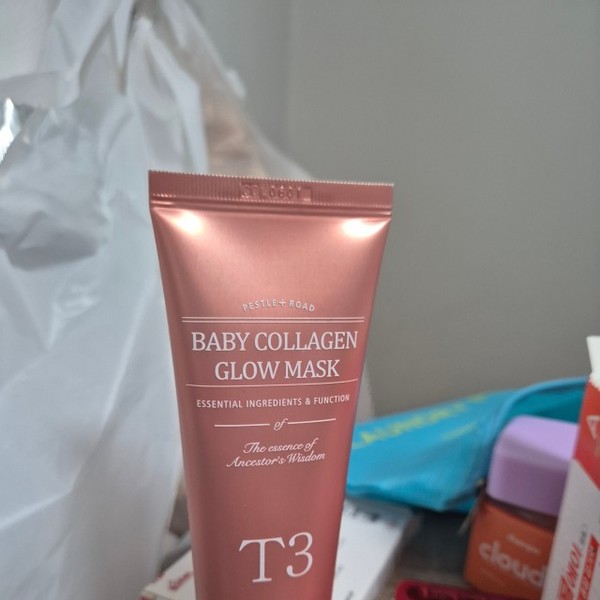 PESTLE+ROAD
BABY COLLAGEN
GLOW MASK
ESSENTIAL INGREDIENTS & FUNCTION
of
The essence of
Ancestor's Wisdom
T3
cloud